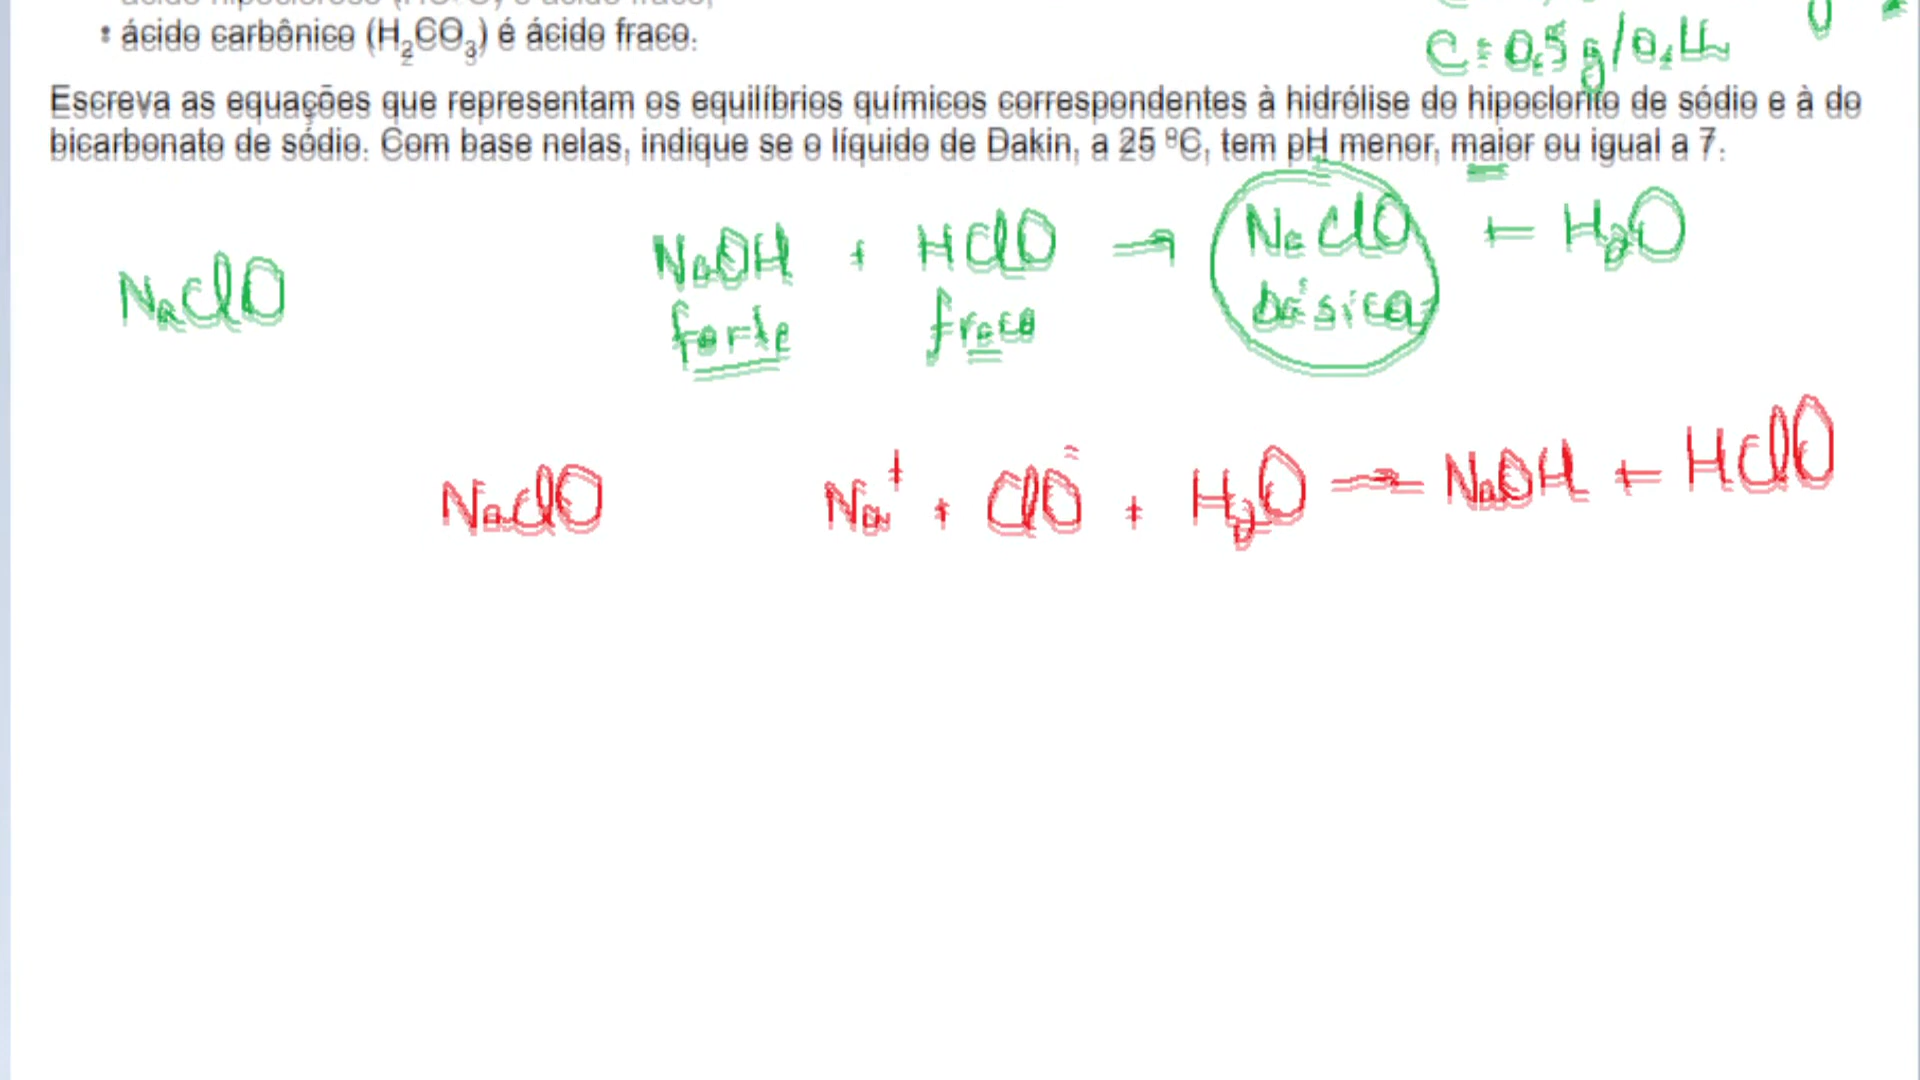 • ácido carbônico (H₂CO₃) é ácido fraco.
C = 0,5 g/0,1L
Escreva as equações que representam os equilíbrios químicos correspondentes à hidrólise do hipoclorito de sódio e à do
bicarbonato de sódio. Com base nelas, indique se o líquido de Dakin, a 25 ºC, tem pH menor, maior ou igual a 7.
NaClO NaOH + HClO → NaClO + H₂O
forte fraco básica
NaClO Na⁺ + ClO⁻ + H₂O → NaOH + HClO